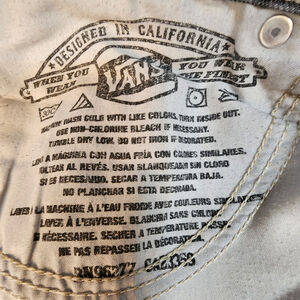 DESIGNED IN CALIFORNIA
WHEN YOU WEAR
VANS
YOU WEAR THE FINEST
MACHINE WASH COLD WITH LIKE COLORS. TURN INSIDE OUT.
USE NON-CHLORINE BLEACH IF NECESSARY.
TUMBLE DRY LOW. DO NOT IRON IF DECORATED.
LAVE A MAQUINA CON AGUA FRIA CON COLORES SIMILARES.
VOLTEAR AL REVÉS. USAR BLANQUEADOR SIN CLORO
SI ES NECESARIO. SECAR A TEMPERATURA BAJA.
NO PLANCHAR SI ESTA DECORADA.
LAVER À LA MACHINE À L'EAU FROIDE AVEC COULEURS SIMILAIRES
LAVER À L'ENVERSE. BLANCHIR SANS CHLORE
SI NÉCESSAIRE. SÉCHER A TEMPERATURE BASSE.
NE PAS REPASSER LA DÉCORATION.